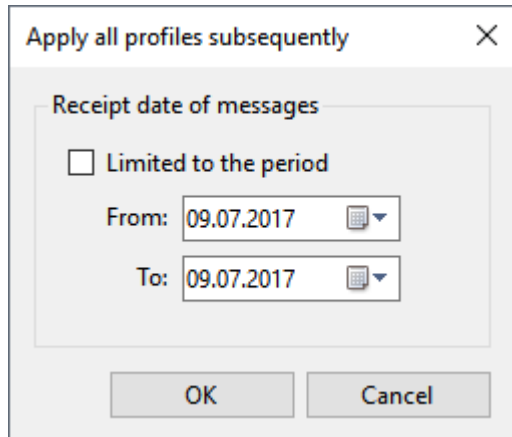 Apply all profiles subsequently
Receipt date of messages
Limited to the period
From: 09.07.2017
To: 09.07.2017
OK Cancel